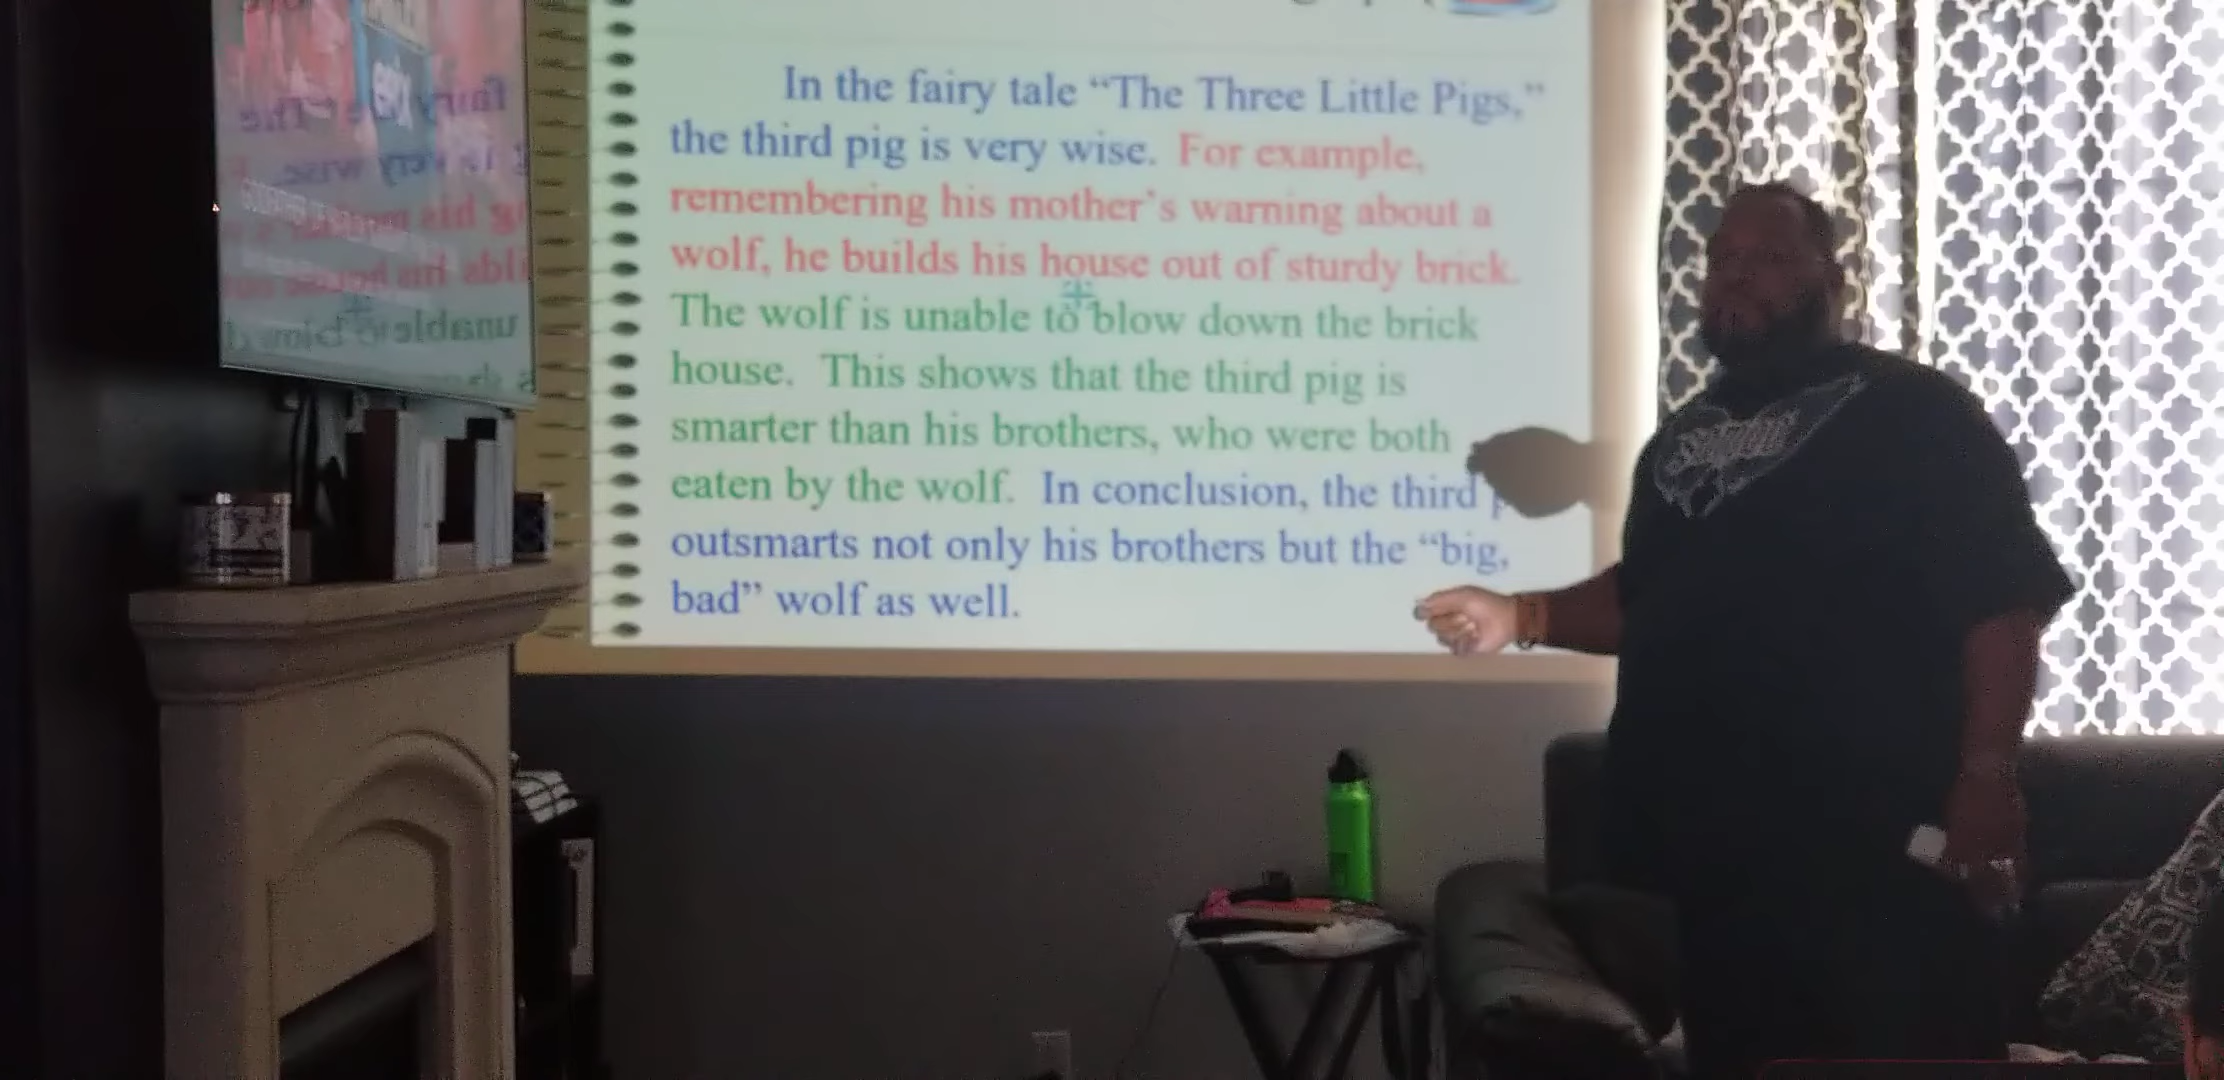 In the fairy tale “The Three Little Pigs,”
the third pig is very wise. For example,
remembering his mother’s warning about a
wolf, he builds his house out of sturdy brick.
The wolf is unable to blow down the brick
house. This shows that the third pig is
smarter than his brothers, who were both
eaten by the wolf. In conclusion, the third
outsmarts not only his brothers but the “big,
bad” wolf as well.